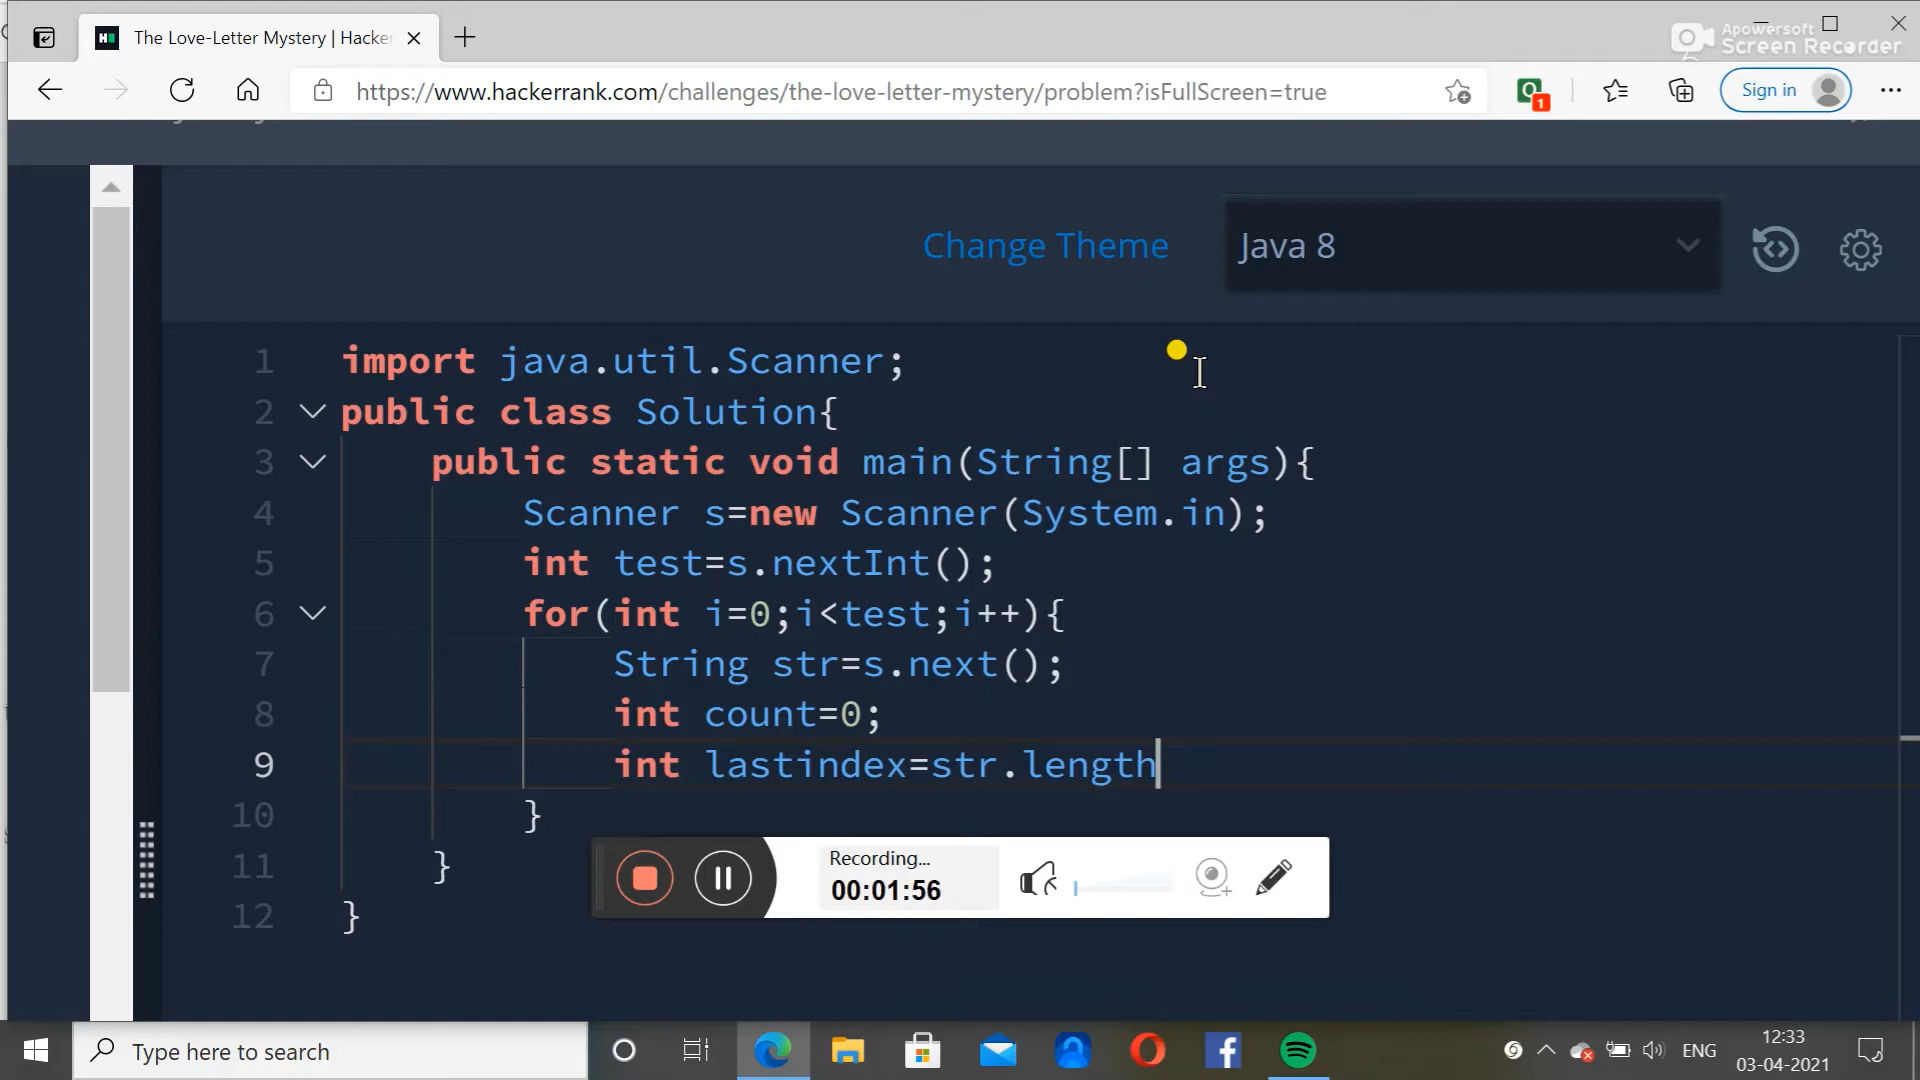 The Love-Letter Mystery | Hacke
Apowersoft
Screen Recorder
https://www.hackerrank.com/challenges/the-love-letter-mystery/problem?isFullScreen=true
1
Sign in
Change Theme
Java 8
1 import java.util.Scanner;
2 public class Solution{
3 public static void main(String[] args){
4 Scanner s=new Scanner(System.in);
5 int test=s.nextInt();
6 for(int i=0;i<test;i++){
7 String str=s.next();
8 int count=0;
9 int lastindex=str.length
10 }
11 }
12 }
Recording...
00:01:56
Type here to search
ENG
12:33
03-04-2021